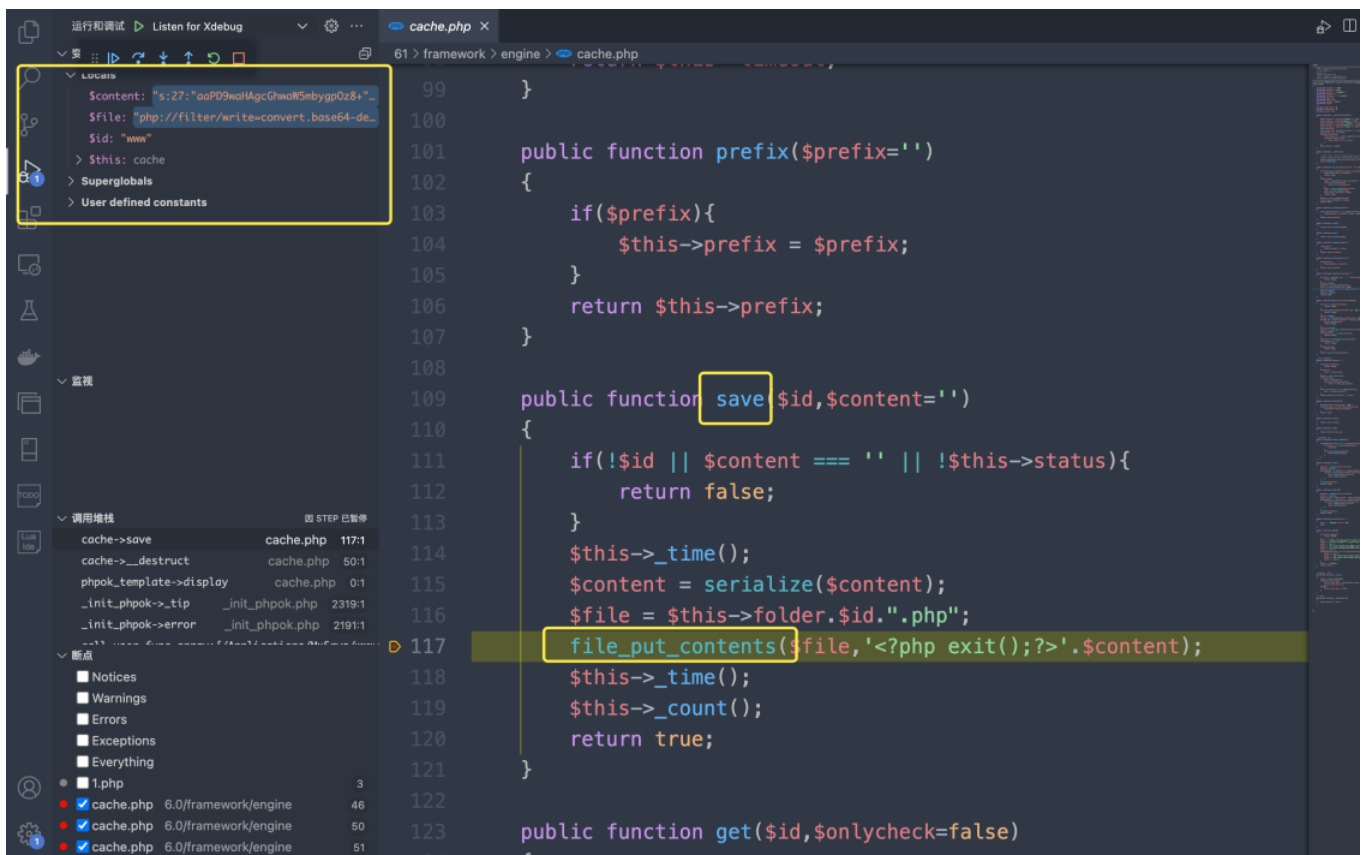 运行和调试 Listen for Xdebug
cache.php
61 > framework > engine > cache.php
Locals
$content: "s:27:"aaPD9waHAgcGhwaW5mbygpOz8+"…
$file: "php://filter/write=convert.base64-de…
$id: "www"
$this: cache
Superglobals
User defined constants
监视
调用堆栈 因 STEP 已暂停
cache->save cache.php 117:1
cache->__destruct cache.php 50:1
phpok_template->display cache.php 0:1
_init_phpok->_tip _init_phpok.php 2319:1
_init_phpok->error _init_phpok.php 2191:1
断点
Notices
Warnings
Errors
Exceptions
Everything
1.php 3
cache.php 6.0/framework/engine 46
cache.php 6.0/framework/engine 50
cache.php 6.0/framework/engine 51
TODO
Lua
Ide
1
1
99 }
100
101 public function prefix($prefix='')
102 {
103 if($prefix){
104 $this->prefix = $prefix;
105 }
106 return $this->prefix;
107 }
108
109 public function save($id,$content='')
110 {
111 if(!$id || $content === '' || !$this->status){
112 return false;
113 }
114 $this->_time();
115 $content = serialize($content);
116 $file = $this->folder.$id.".php";
117 file_put_contents($file,'<?php exit();?>'.$content);
118 $this->_time();
119 $this->_count();
120 return true;
121 }
122
123 public function get($id,$onlycheck=false)